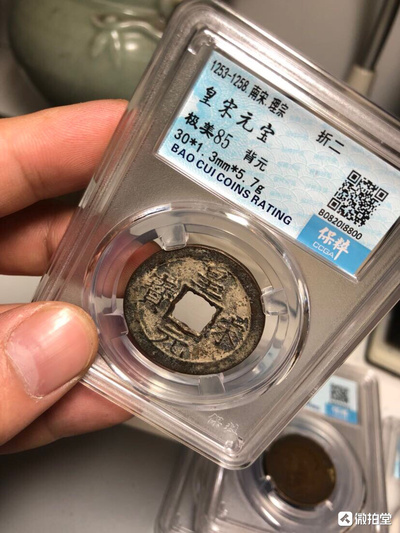 1253-1258.南宋.理宗
皇宋元宝 折二
极美85 背元
30*1.3mm*5.7g
BAO CUI COINS RATING
B082018800
保粹
CCGA
皇宋元寶
微拍堂